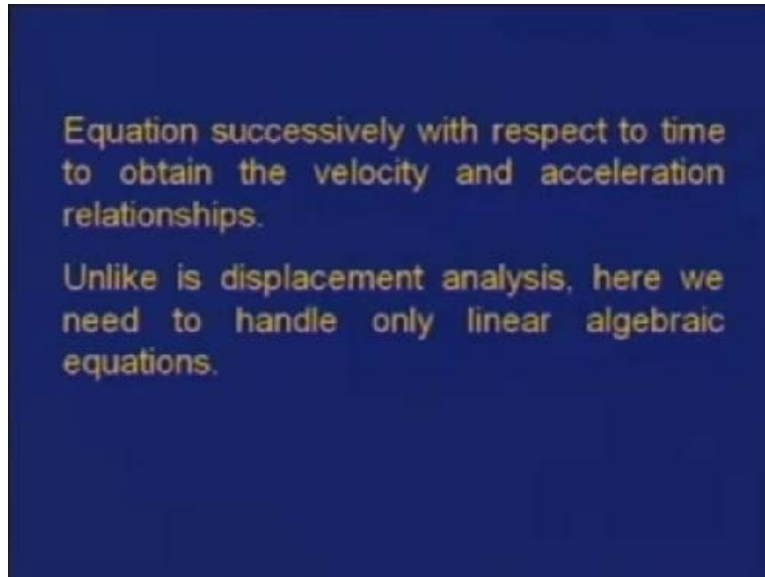 Equation successively with respect to time
to obtain the velocity and acceleration
relationships.
Unlike is displacement analysis, here we
need to handle only linear algebraic
equations.